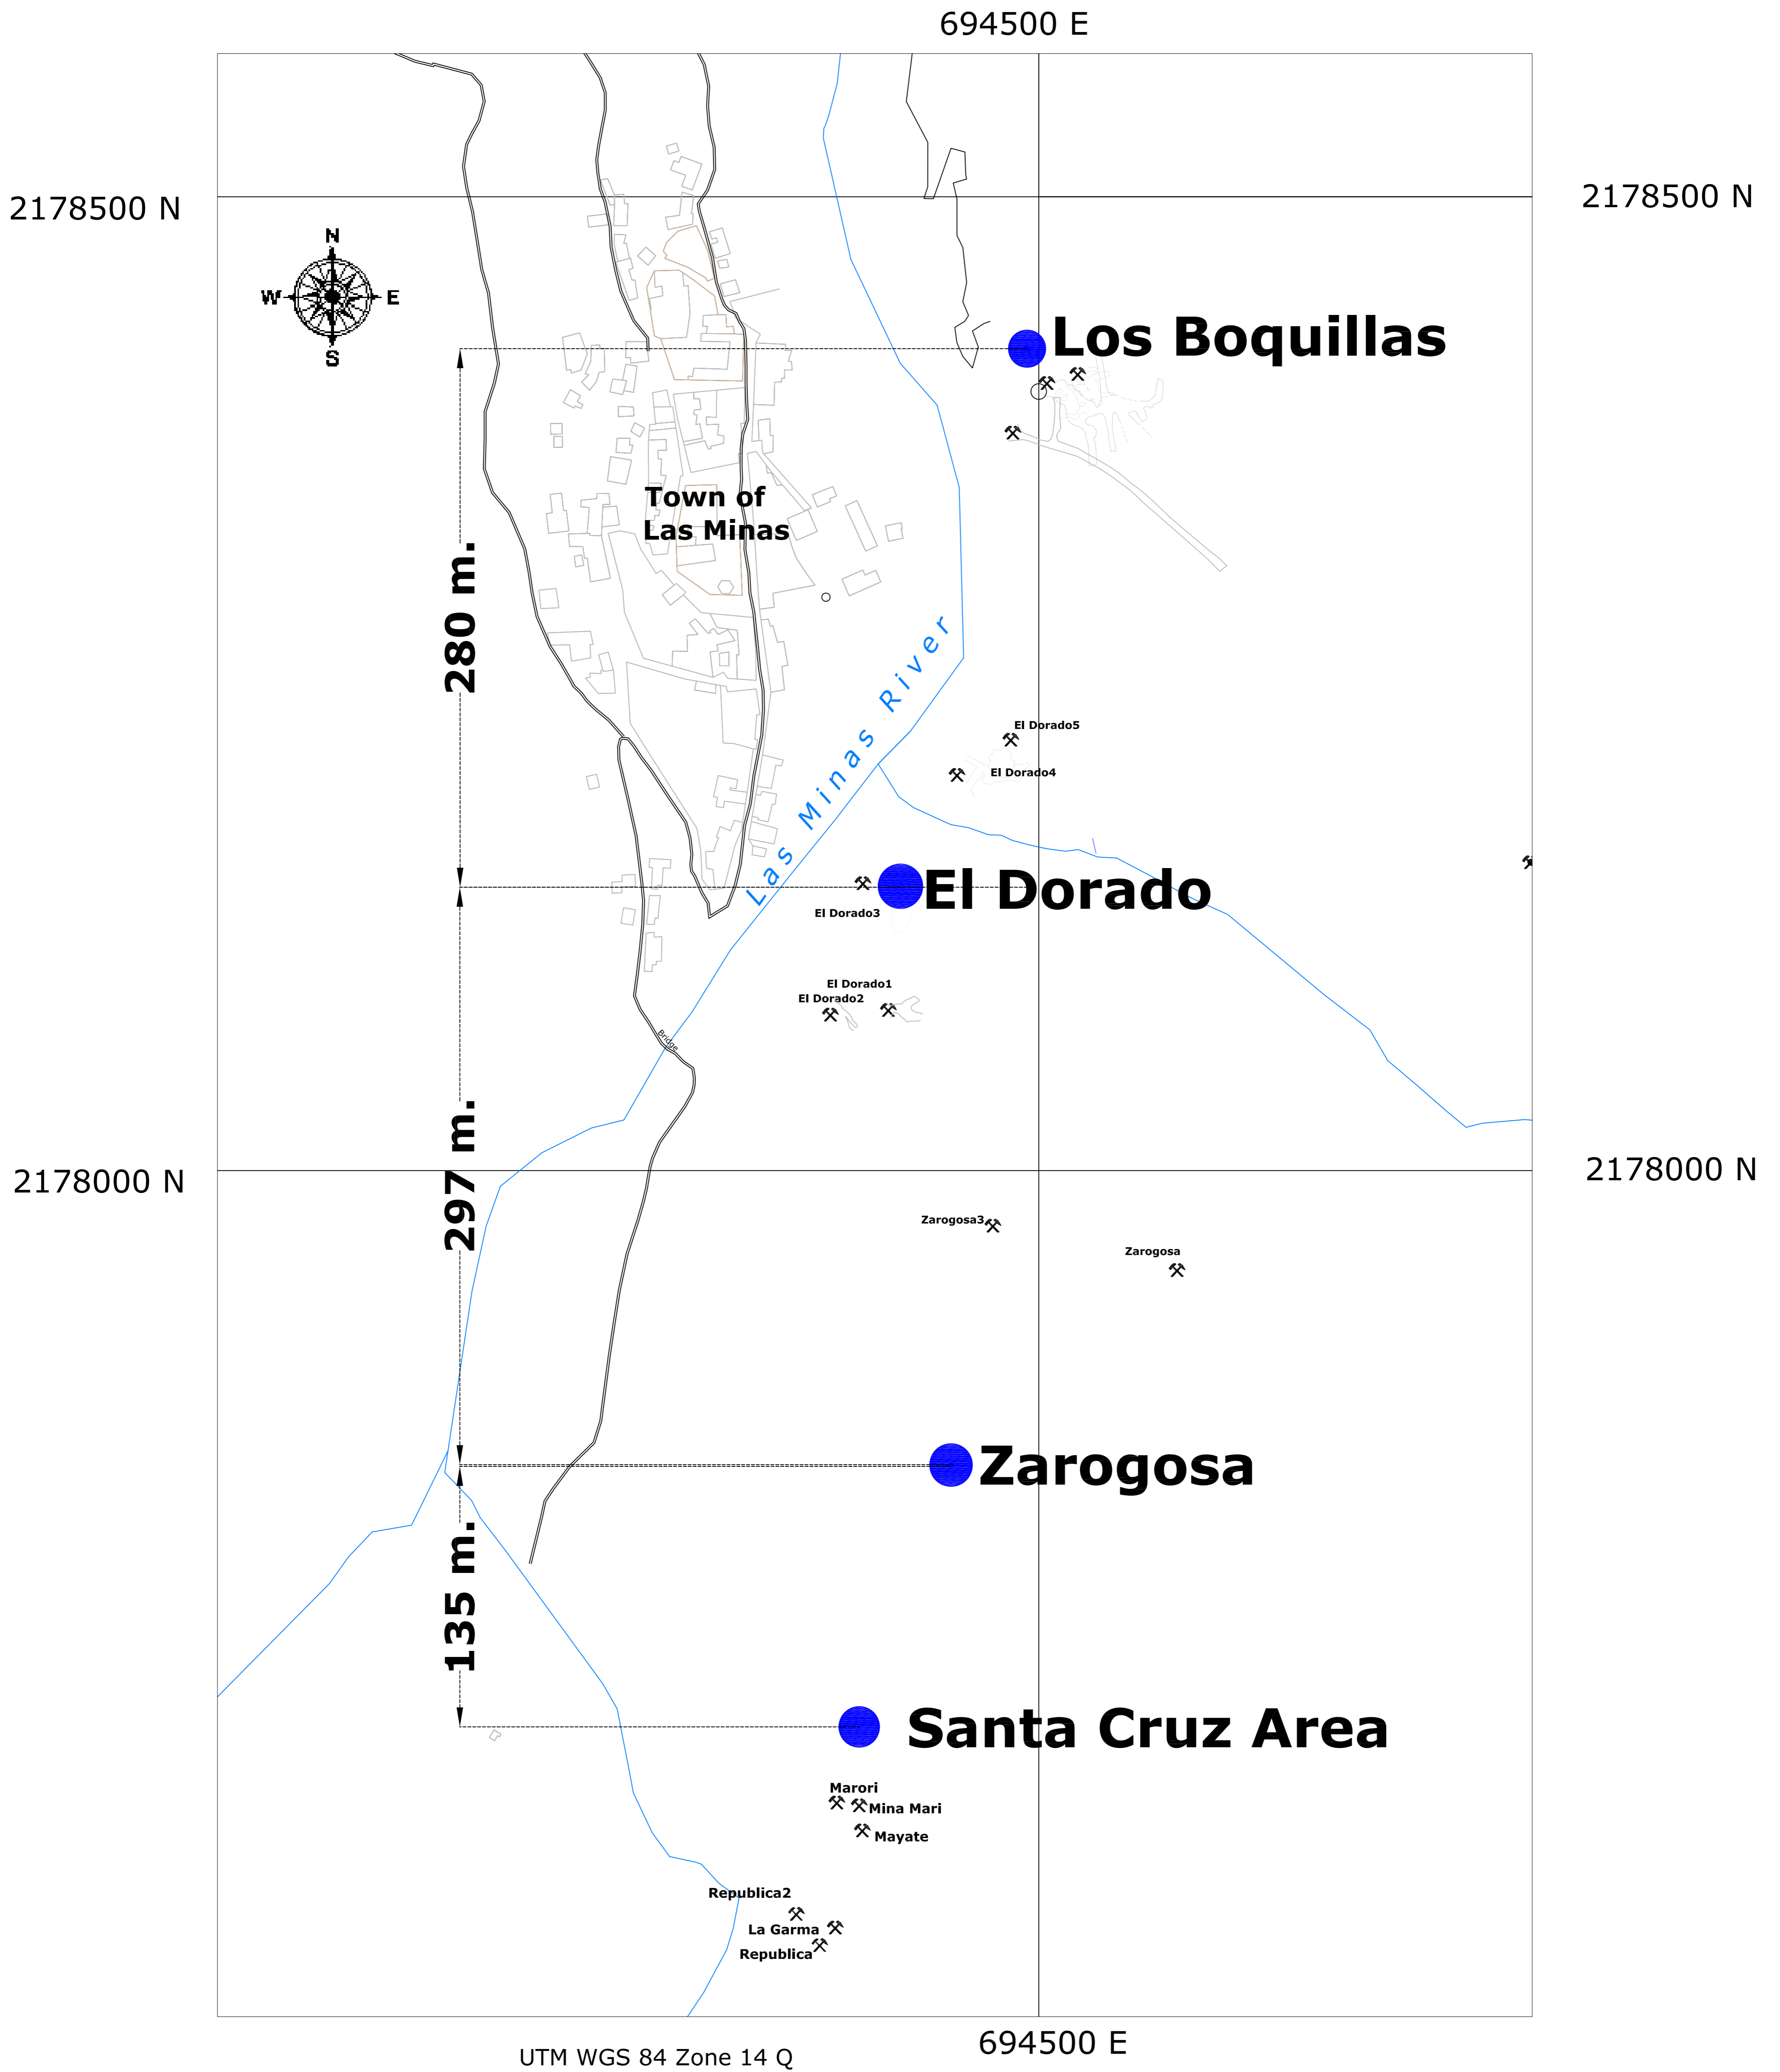 694500 E
2178500 N
2178500 N
N
W
E
S
Los Boquillas
Town of
Las Minas
280 m.
Las Minas River
El Dorado5
El Dorado4
El Dorado
El Dorado3
El Dorado1
El Dorado2
Bridge
297 m.
2178000 N
2178000 N
Zarogosa3
Zarogosa
Zarogosa
135 m.
Santa Cruz Area
Marori
Mina Mari
Mayate
Republica2
La Garma
Republica
694500 E
UTM WGS 84 Zone 14 Q